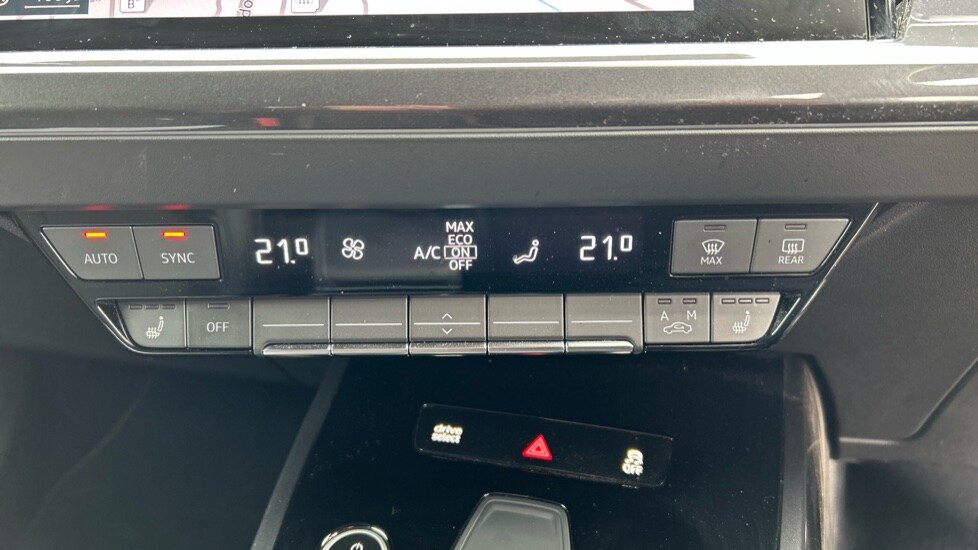 B
AUTO
SYNC
21.0
A/C
MAX
ECO
ON
OFF
21.0
MAX
REAR
OFF
A M
drive
select
OFF